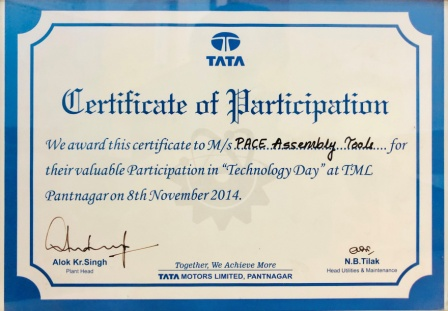 TATA
Certificate of Participation
We award this certificate to M/s. PACE Assembly Tools for
their valuable Participation in "Technology Day" at TML
Pantnagar on 8th November 2014.
Alok Kr.Singh
Plant Head
Together, We Achieve More
TATA MOTORS LIMITED, PANTNAGAR
N.B.Tilak
Head Utilities & Maintenance